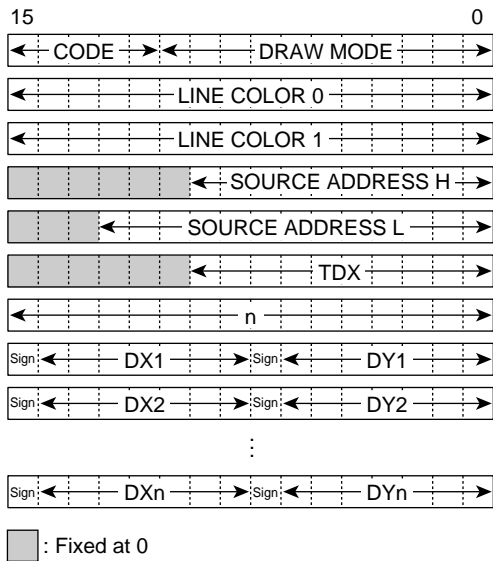 15 0
CODE DRAW MODE
LINE COLOR 0
LINE COLOR 1
SOURCE ADDRESS H
SOURCE ADDRESS L
TDX
n
Sign DX1 Sign DY1
Sign DX2 Sign DY2
⋮
Sign DXn Sign DYn
: Fixed at 0